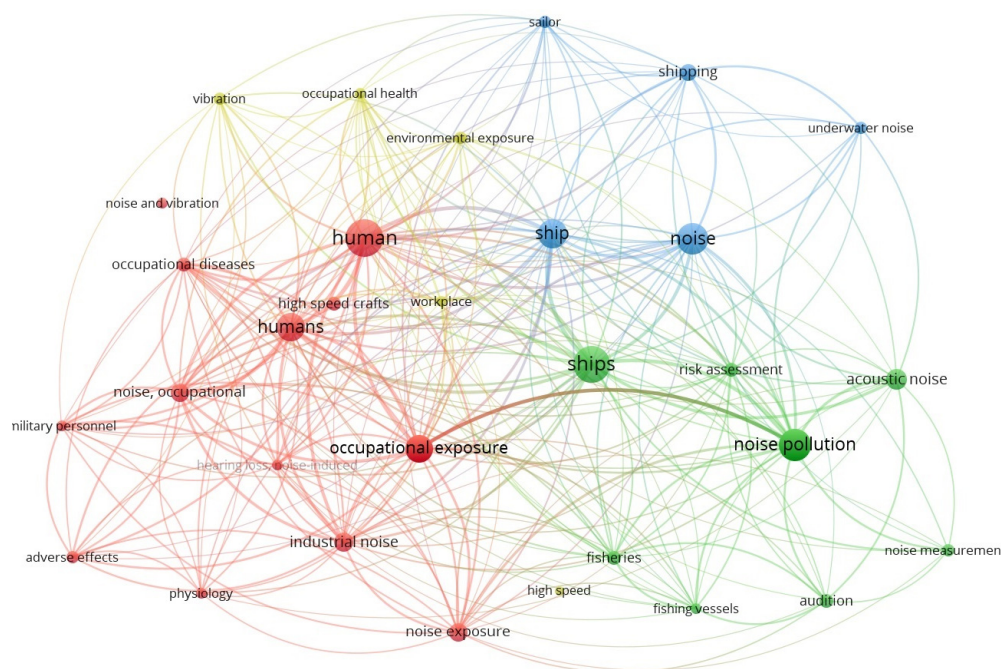 sailor
shipping
vibration
occupational health
underwater noise
environmental exposure
noise and vibration
human
ship
noise
occupational diseases
high speed crafts
workplace
humans
ships
risk assessment
acoustic noise
noise, occupational
military personnel
occupational exposure
noise pollution
hearing loss, noise-induced
industrial noise
noise measuremen
adverse effects
fisheries
physiology
high speed
fishing vessels
audition
noise exposure